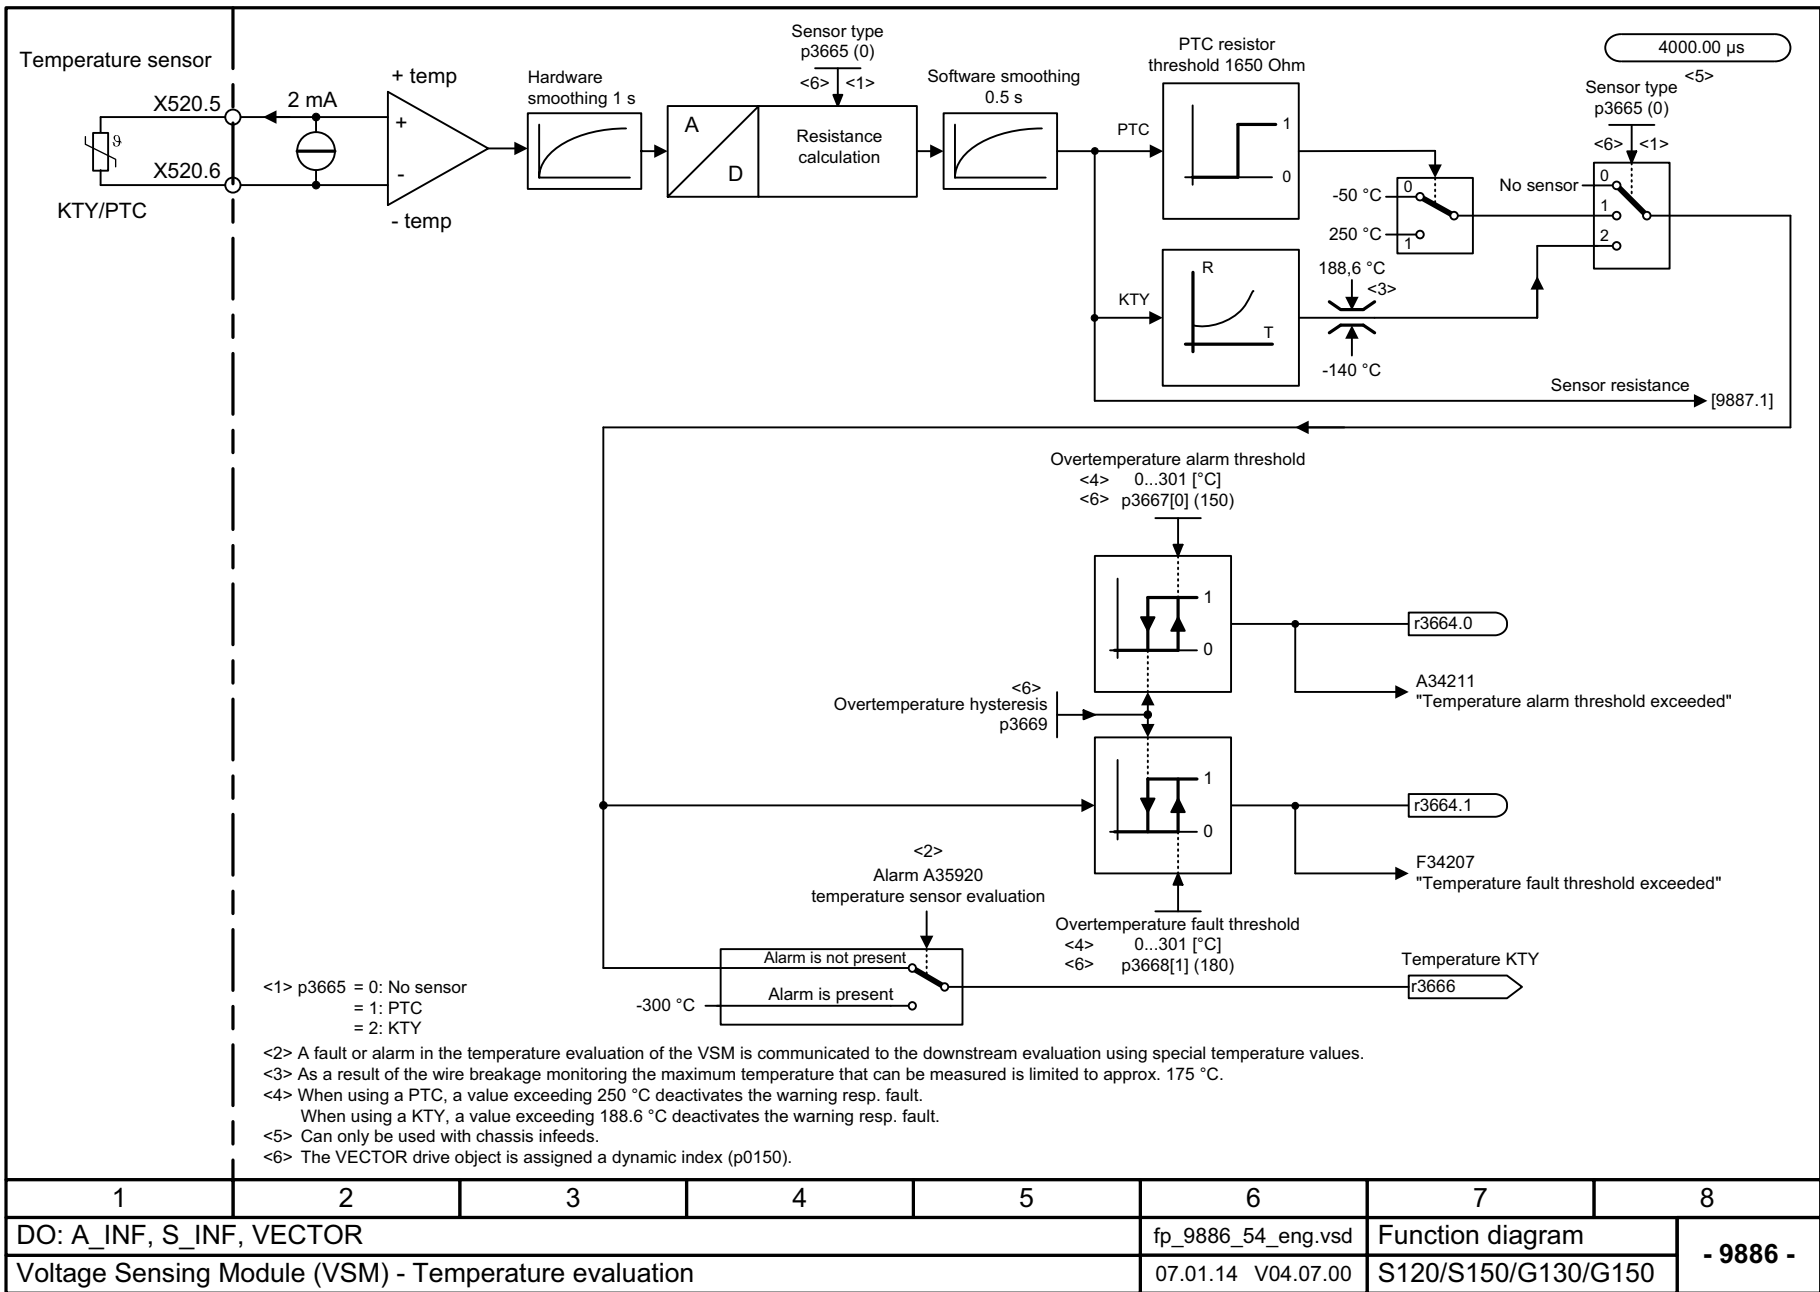 Temperature sensor
X520.5
ϑ
X520.6
KTY/PTC
2 mA
+ temp
+
-
- temp
Hardware
smoothing 1 s
Sensor type
p3665 (0)
<6> <1>
A
D
Resistance
calculation
Software smoothing
0.5 s
PTC
PTC resistor
threshold 1650 Ohm
1
0
KTY
R
T
-50 °C
0
250 °C
1
188,6 °C
<3>
-140 °C
4000.00 µs
<5>
Sensor type
p3665 (0)
<6> <1>
No sensor
0
1
2
Sensor resistance
[9887.1]
Overtemperature alarm threshold
<4> 0...301 [°C]
<6> p3667[0] (150)
1
0
r3664.0
A34211
"Temperature alarm threshold exceeded"
<6>
Overtemperature hysteresis
p3669
1
0
r3664.1
F34207
"Temperature fault threshold exceeded"
Overtemperature fault threshold
<4> 0...301 [°C]
<6> p3668[1] (180)
<2>
Alarm A35920
temperature sensor evaluation
Alarm is not present
-300 °C
Alarm is present
Temperature KTY
r3666
<1> p3665 = 0: No sensor
= 1: PTC
= 2: KTY
<2> A fault or alarm in the temperature evaluation of the VSM is communicated to the downstream evaluation using special temperature values.
<3> As a result of the wire breakage monitoring the maximum temperature that can be measured is limited to approx. 175 °C.
<4> When using a PTC, a value exceeding 250 °C deactivates the warning resp. fault.
When using a KTY, a value exceeding 188.6 °C deactivates the warning resp. fault.
<5> Can only be used with chassis infeeds.
<6> The VECTOR drive object is assigned a dynamic index (p0150).
1 2 3 4 5 6 7 8
DO: A_INF, S_INF, VECTOR
fp_9886_54_eng.vsd
Function diagram
- 9886 -
Voltage Sensing Module (VSM) - Temperature evaluation
07.01.14 V04.07.00
S120/S150/G130/G150